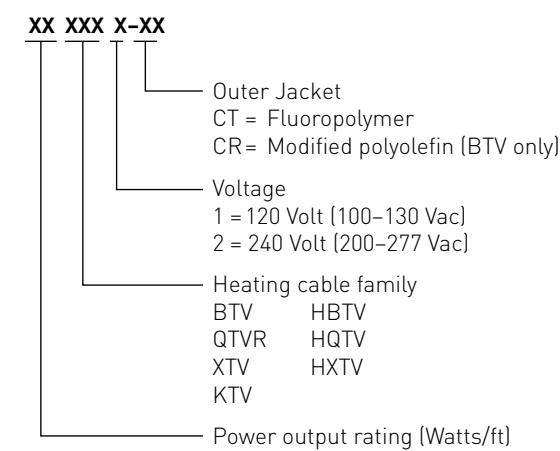 XX XXX X–XX
Outer Jacket
CT = Fluoropolymer
CR = Modified polyolefin (BTV only)
Voltage
1 = 120 Volt (100–130 Vac)
2 = 240 Volt (200–277 Vac)
Heating cable family
BTV HBTV
QTVR HQTV
XTV HXTV
KTV
Power output rating (Watts/ft)